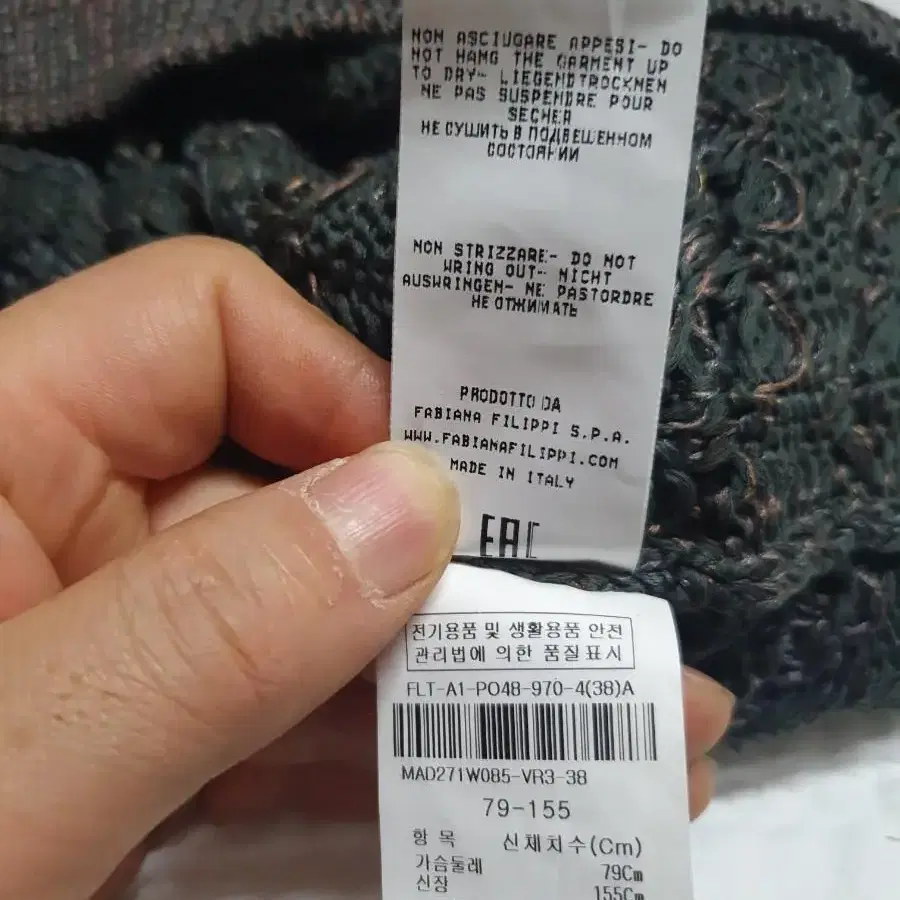 NON ASCIUGARE APPESI- DO
NOT HANG THE GARMENT UP
TO DRY- LIEGENDTROCKNEN
NE PAS SUSPENDRE POUR
SECHER
НЕ СУШИТЬ В ПОДВЕШЕННОМ
СОСТОЯНИИ
NON STRIZZARE- DO NOT
WRING OUT- NICHT
AUSWRINGEN- NE PASTORDRE
НЕ ОТЖИМАТЬ
PRODOTTO DA
FABIANA FILIPPI S.P.A.
WWW.FABIANAFILIPPI.COM
MADE IN ITALY
EAC
전기용품 및 생활용품 안전
관리법에 의한 품질표시
FLT-A1-PO48-970-4(38)A
MAD271W085-VR3-38
79-155
항 목 신체치수(Cm)
가슴둘레 79Cm
신장 155Cm